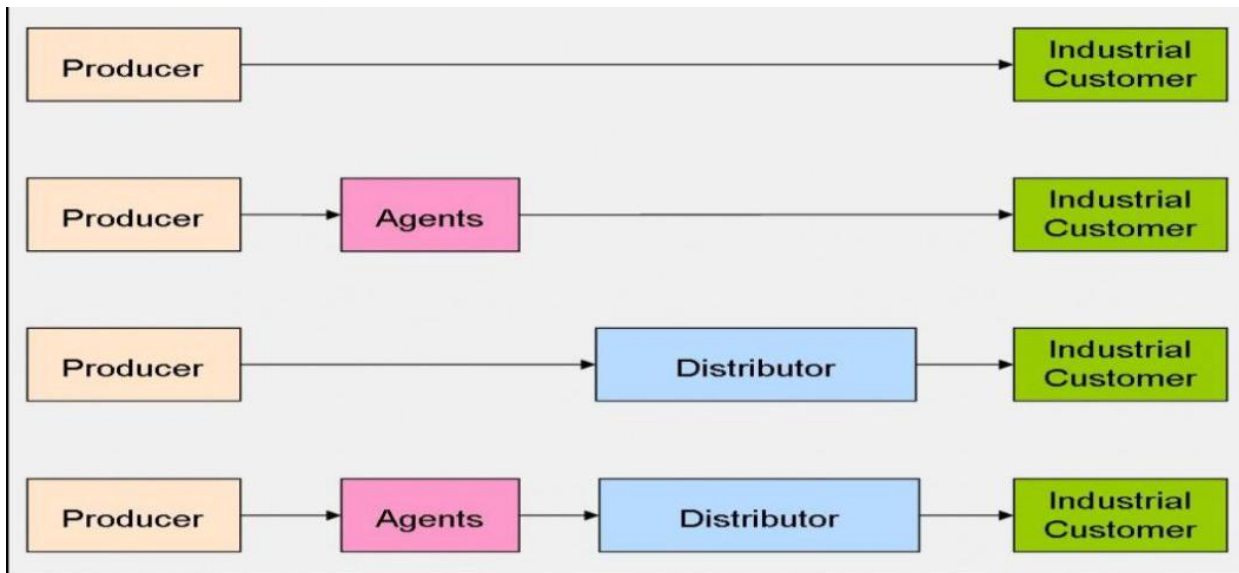 Producer
Industrial
Customer
Producer
Agents
Industrial
Customer
Producer
Distributor
Industrial
Customer
Producer
Agents
Distributor
Industrial
Customer